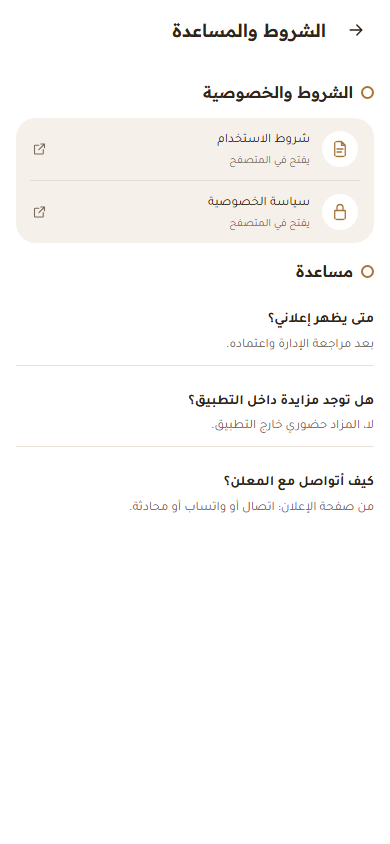 الشروط والمساعدة
الشروط والخصوصية
شروط الاستخدام
يفتح في المتصفح
سياسة الخصوصية
يفتح في المتصفح
مساعدة
متى يظهر إعلاني؟
بعد مراجعة الإدارة واعتماده.
هل توجد مزايدة داخل التطبيق؟
لا، المزاد حضوري خارج التطبيق.
كيف أتواصل مع المعلن؟
من صفحة الإعلان: اتصال أو واتساب أو محادثة.